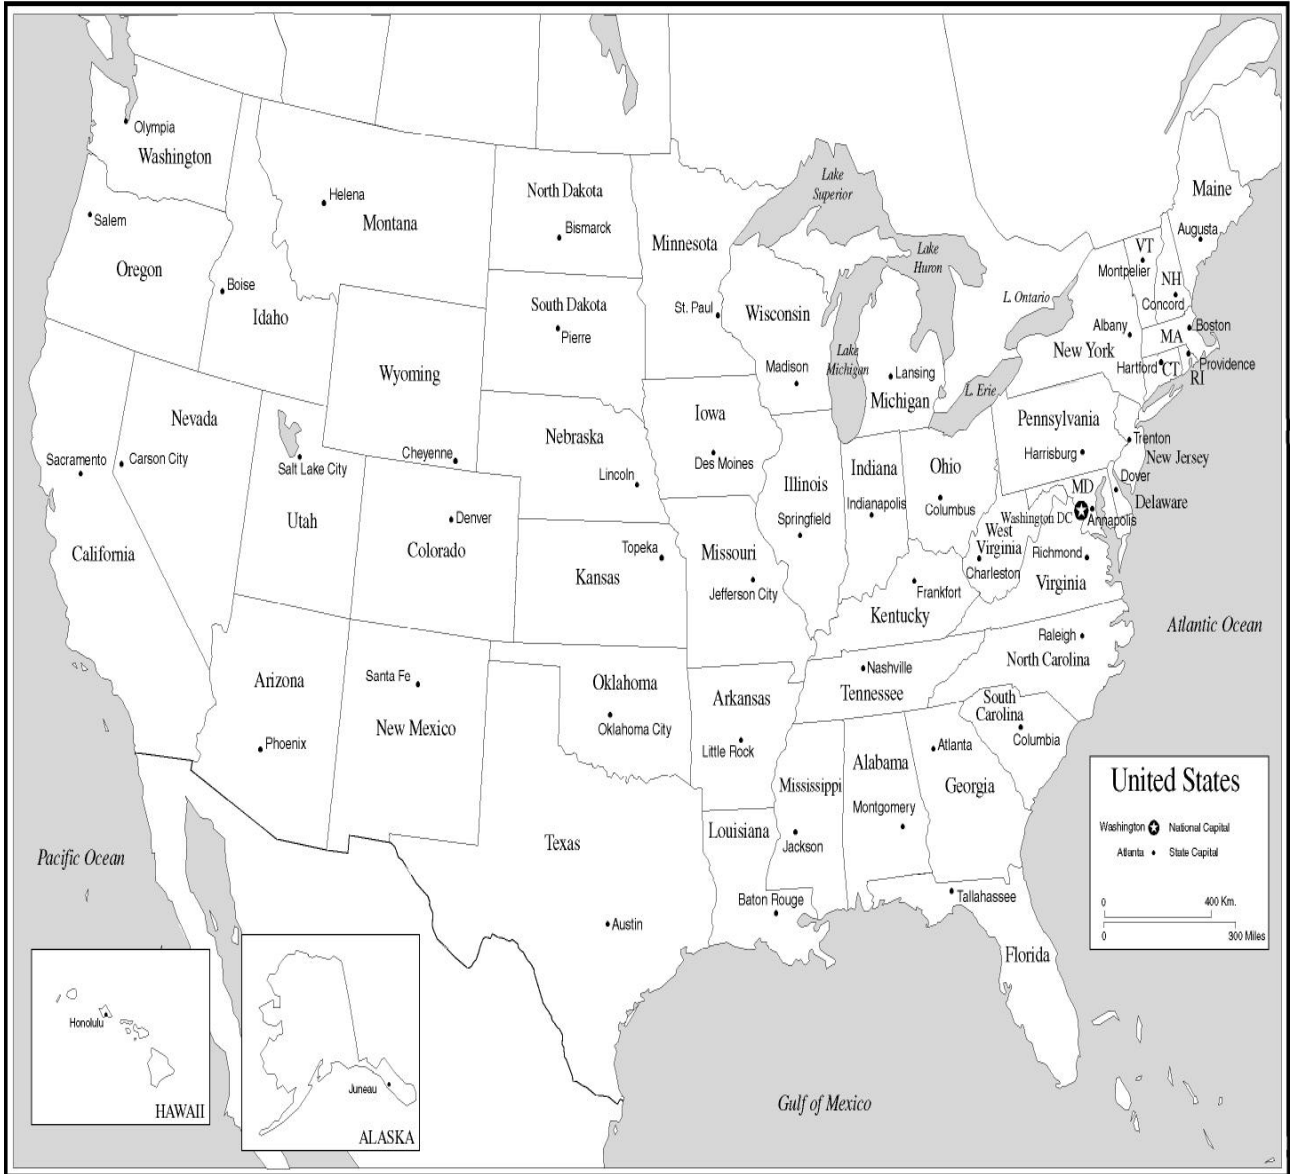 Olympia
Washington
Salem
Oregon
Boise
Idaho
Helena
Montana
North Dakota
Bismarck
South Dakota
Pierre
Minnesota
St. Paul
Lake
Superior
Wisconsin
Madison
Lake
Michigan
Lake
Huron
Lansing
Michigan
L. Ontario
L. Erie
Maine
Augusta
VT
Montpelier
NH
Concord
Albany
New York
MA
Boston
Hartford
CT
Providence
RI
Wyoming
Cheyenne
Nevada
Carson City
Sacramento
California
Salt Lake City
Utah
Denver
Colorado
Nebraska
Lincoln
Iowa
Des Moines
Illinois
Springfield
Indiana
Indianapolis
Ohio
Columbus
Pennsylvania
Harrisburg
Trenton
New Jersey
Dover
Delaware
MD
Washington DC
Annapolis
West
Virginia
Charleston
Richmond
Virginia
Topeka
Kansas
Missouri
Jefferson City
Frankfort
Kentucky
Atlantic Ocean
Raleigh
North Carolina
Nashville
Tennessee
South
Carolina
Columbia
Arizona
Phoenix
Santa Fe
New Mexico
Oklahoma
Oklahoma City
Arkansas
Little Rock
Mississippi
Jackson
Alabama
Montgomery
Atlanta
Georgia
Texas
Austin
Louisiana
Baton Rouge
Tallahassee
Florida
Pacific Ocean
Gulf of Mexico
Honolulu
HAWAII
Juneau
ALASKA
United States
Washington National Capital
Atlanta State Capital
0 400 Km.
0 300 Miles